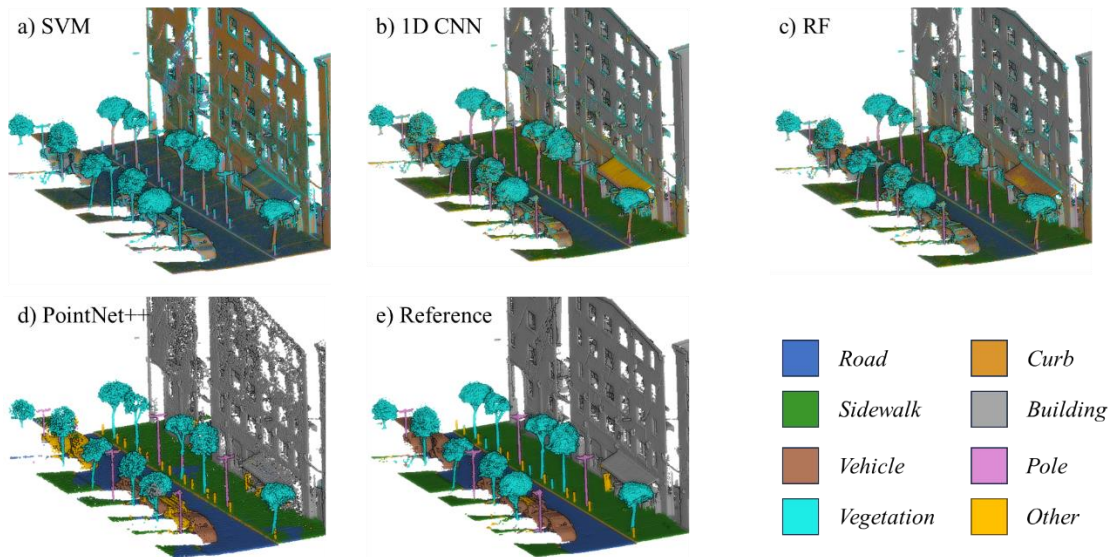 a) SVM
b) 1D CNN
c) RF
d) PointNet++
e) Reference
Road
Curb
Sidewalk
Building
Vehicle
Pole
Vegetation
Other